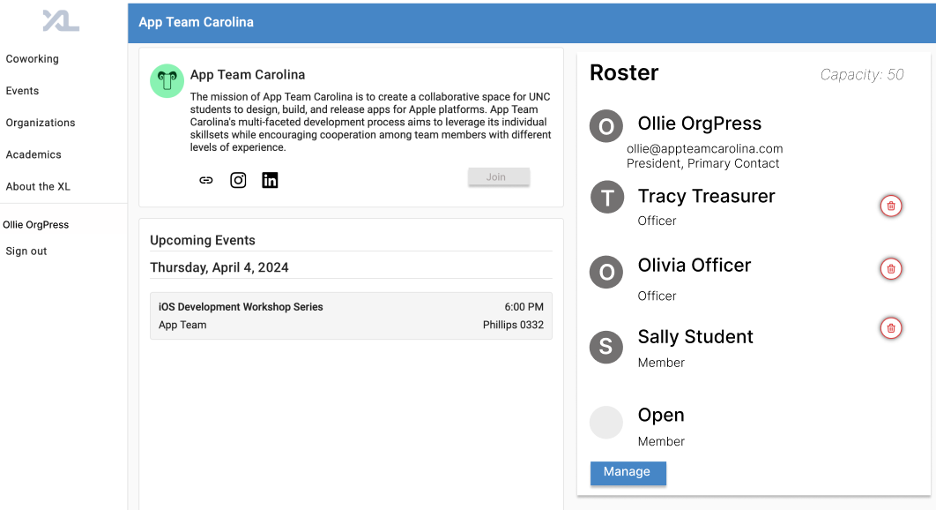 XL
App Team Carolina
Coworking
Events
Organizations
Academics
About the XL
Ollie OrgPress
Sign out
App Team Carolina
The mission of App Team Carolina is to create a collaborative space for UNC
students to design, build, and release apps for Apple platforms. App Team
Carolina's multi-faceted development process aims to leverage its individual
skillsets while encouraging cooperation among team members with different
levels of experience.
in
Join
Upcoming Events
Thursday, April 4, 2024
iOS Development Workshop Series 6:00 PM
App Team Phillips 0332
Roster Capacity: 50
O Ollie OrgPress
ollie@appteamcarolina.com
President, Primary Contact
T Tracy Treasurer
Officer
O Olivia Officer
Officer
S Sally Student
Member
Open
Member
Manage